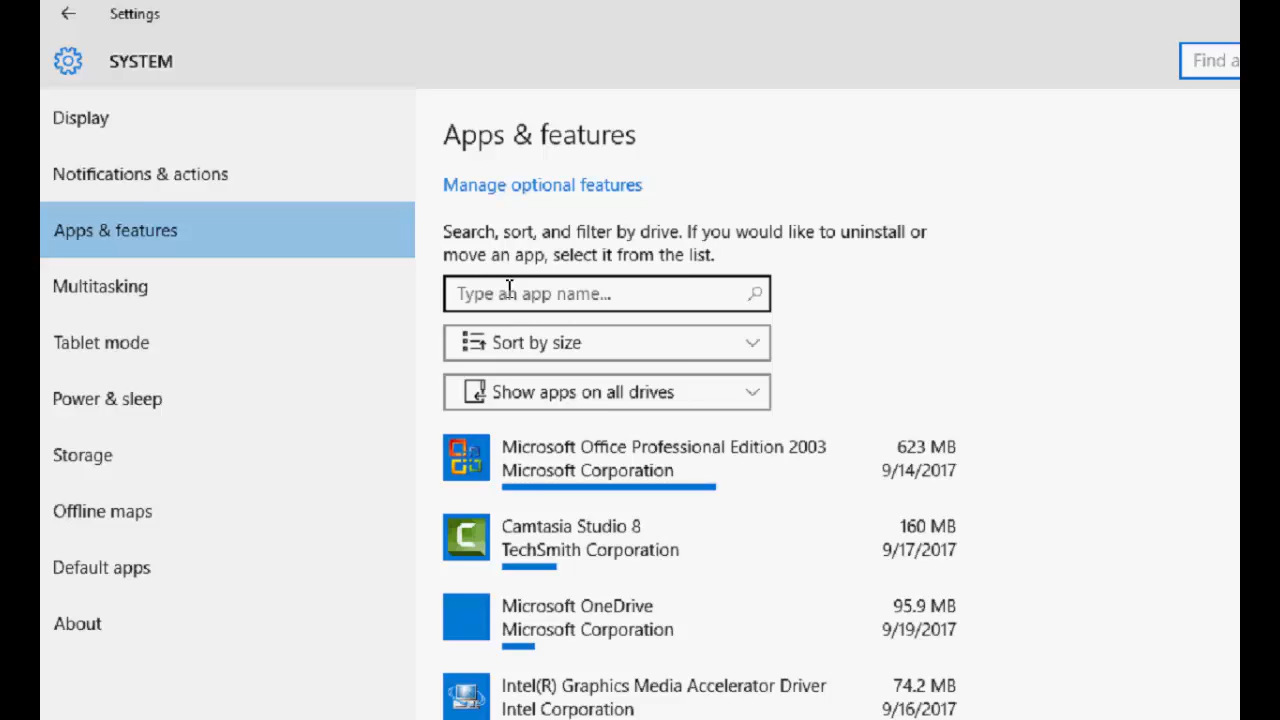 Settings
SYSTEM
Find a
Display
Notifications & actions
Apps & features
Multitasking
Tablet mode
Power & sleep
Storage
Offline maps
Default apps
About
Apps & features
Manage optional features
Search, sort, and filter by drive. If you would like to uninstall or
move an app, select it from the list.
Type an app name...
Sort by size
Show apps on all drives
Microsoft Office Professional Edition 2003 623 MB
Microsoft Corporation 9/14/2017
Camtasia Studio 8 160 MB
TechSmith Corporation 9/17/2017
Microsoft OneDrive 95.9 MB
Microsoft Corporation 9/19/2017
Intel(R) Graphics Media Accelerator Driver 74.2 MB
Intel Corporation 9/16/2017